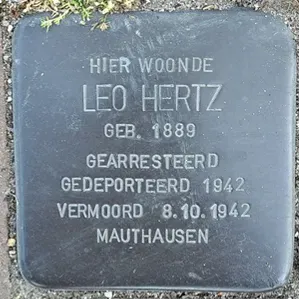 HIER WOONDE
LEO HERTZ
GEB. 1889
GEARRESTEERD
GEDEPORTEERD 1942
VERMOORD 8.10.1942
MAUTHAUSEN